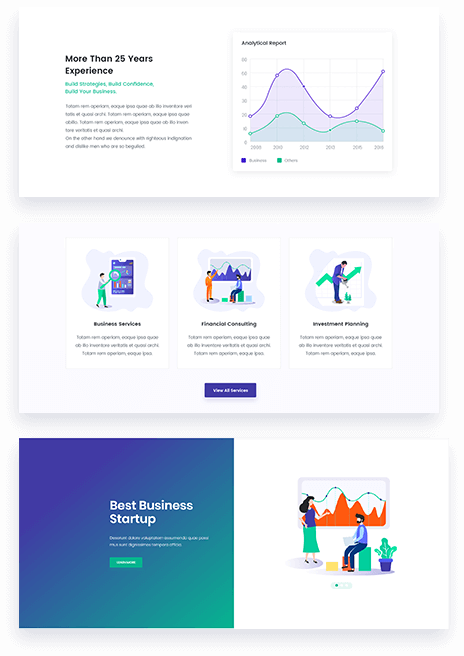 More Than 25 Years
Experience
Build Strategies, Build Confidence,
Build Your Business.
Totam rem aperiam, eaque ipsa quae ab illo inventore veri
tatis et quasi archi. Totam rem aperiam, eaque ipsa quae
abillo. Totam rem aperiam, eaque ipsa quae ab illo inven-
tore veritatis et quasi archi
On the other hand we denounce with righteous indignation
and dislike men who are so beguiled.
Analytical Report
60
50
40
30
20
10
0
2000 2010 2012 2013 2015 2016
Business Others
Business Services
Totam rem aperiam, eaque ipsa quae
ab illo inventore veritatis et quasi archi.
Totam rem aperiam, eaque ipsa.
Financial Consulting
Totam rem aperiam, eaque ipsa quae
ab illo inventore veritatis et quasi archi.
Totam rem aperiam, eaque ipsa.
Investment Planning
Totam rem aperiam, eaque ipsa quae
ab illo inventore veritatis et quasi archi.
Totam rem aperiam, eaque ipsa.
View All Services
Best Business
Startup
Deserunt dolore voluptatem assumenda quae possi
mus sunt dignissimos tempora officia.